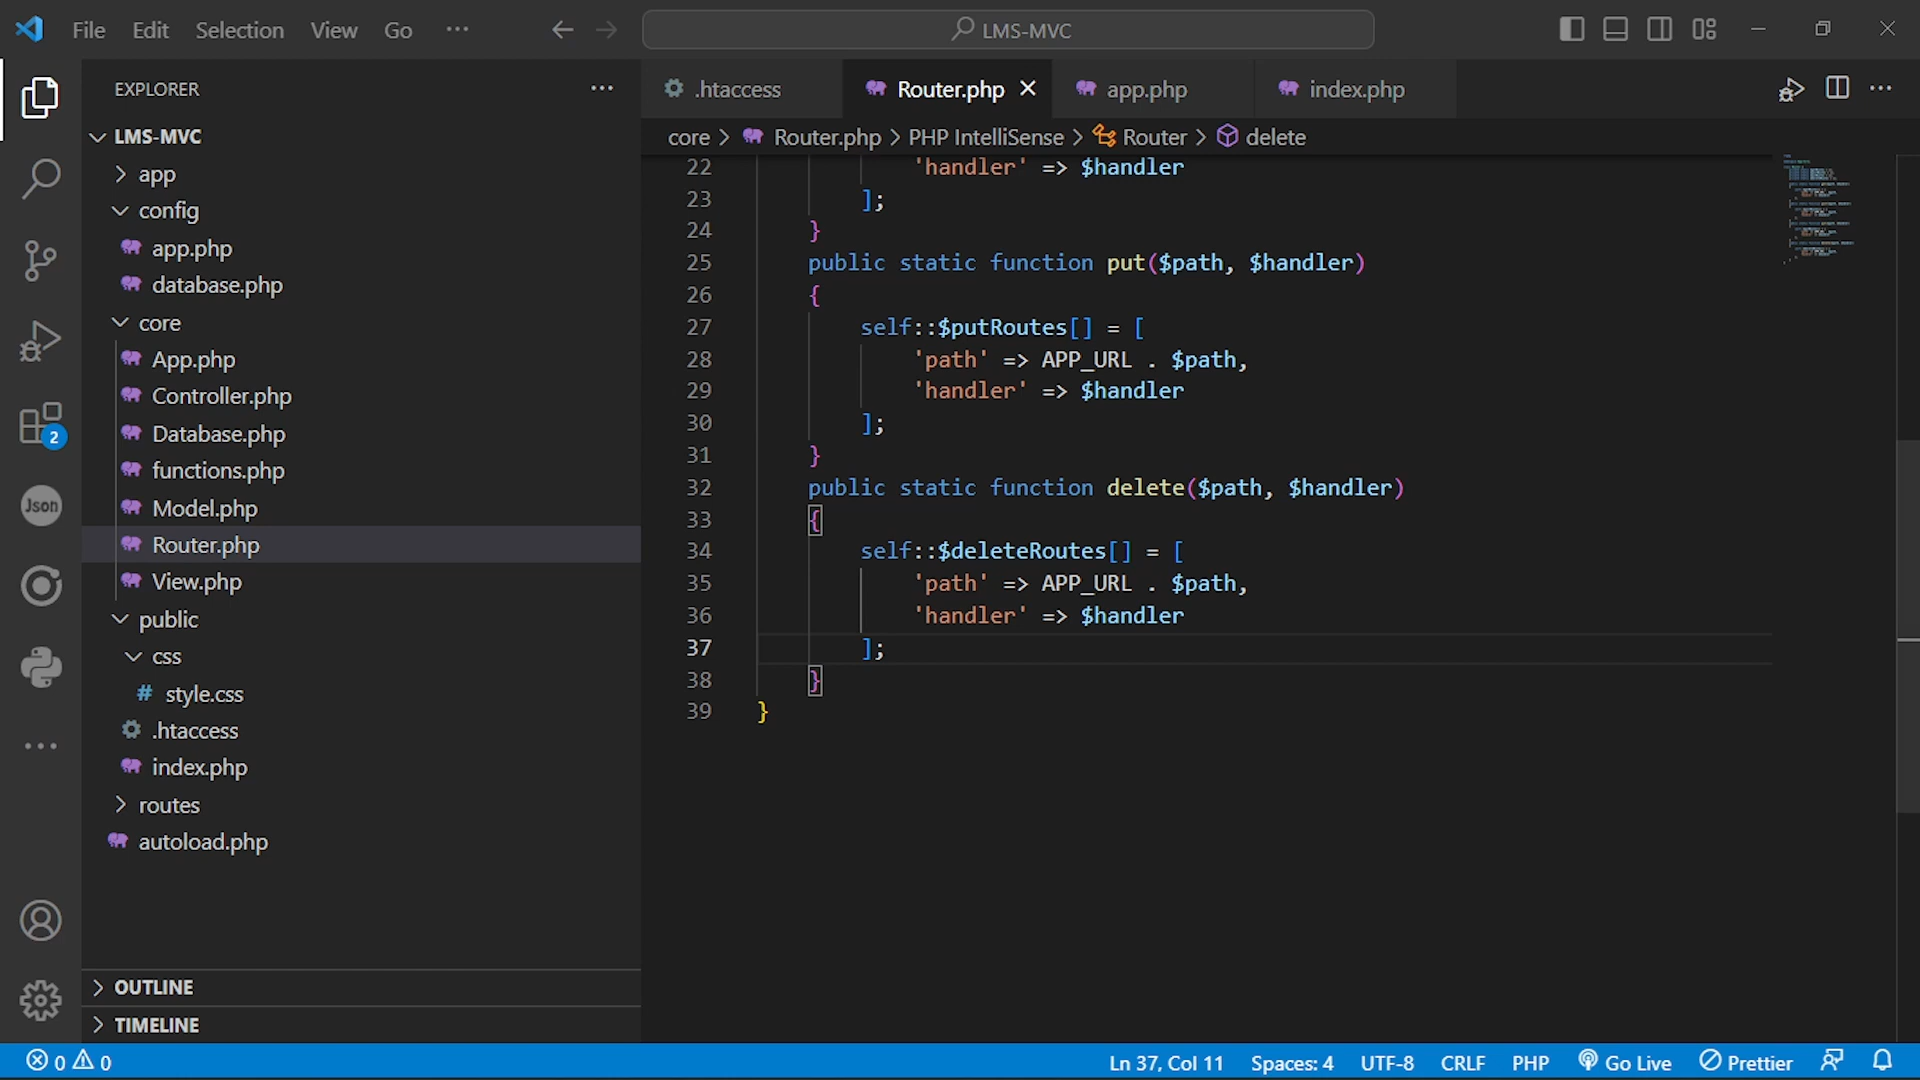 File Edit Selection View Go ···
LMS-MVC
EXPLORER
LMS-MVC
app
config
app.php
database.php
core
App.php
Controller.php
Database.php
functions.php
Model.php
Router.php
View.php
public
css
# style.css
.htaccess
index.php
routes
autoload.php
OUTLINE
TIMELINE
2
Json
.htaccess Router.php app.php index.php
core > Router.php > PHP IntelliSense > Router > delete
22 'handler' => $handler
23 ];
24 }
25 public static function put($path, $handler)
26 {
27 self::$putRoutes[] = [
28 'path' => APP_URL . $path,
29 'handler' => $handler
30 ];
31 }
32 public static function delete($path, $handler)
33 {
34 self::$deleteRoutes[] = [
35 'path' => APP_URL . $path,
36 'handler' => $handler
37 ];
38 }
39 }
0 0 Ln 37, Col 11 Spaces: 4 UTF-8 CRLF PHP Go Live Prettier